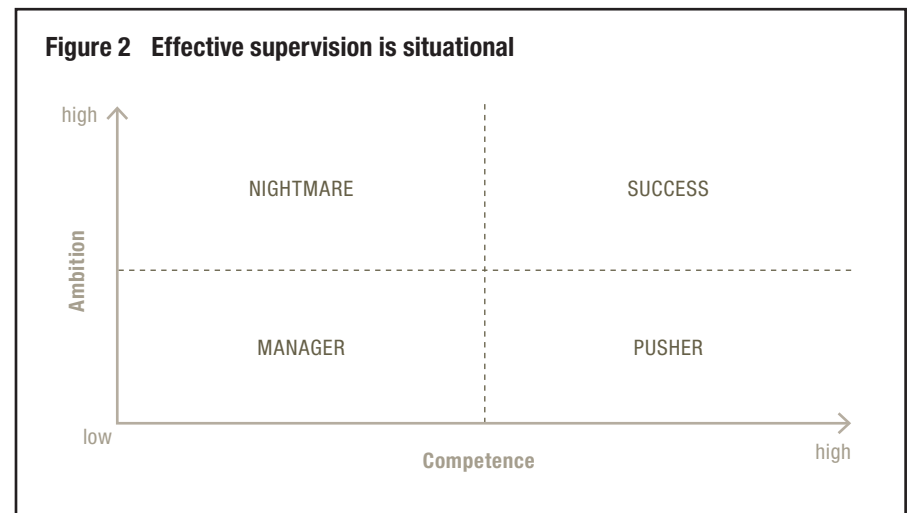 Figure 2 Effective supervision is situational
high
NIGHTMARE
SUCCESS
Ambition
MANAGER
PUSHER
low
Competence
high